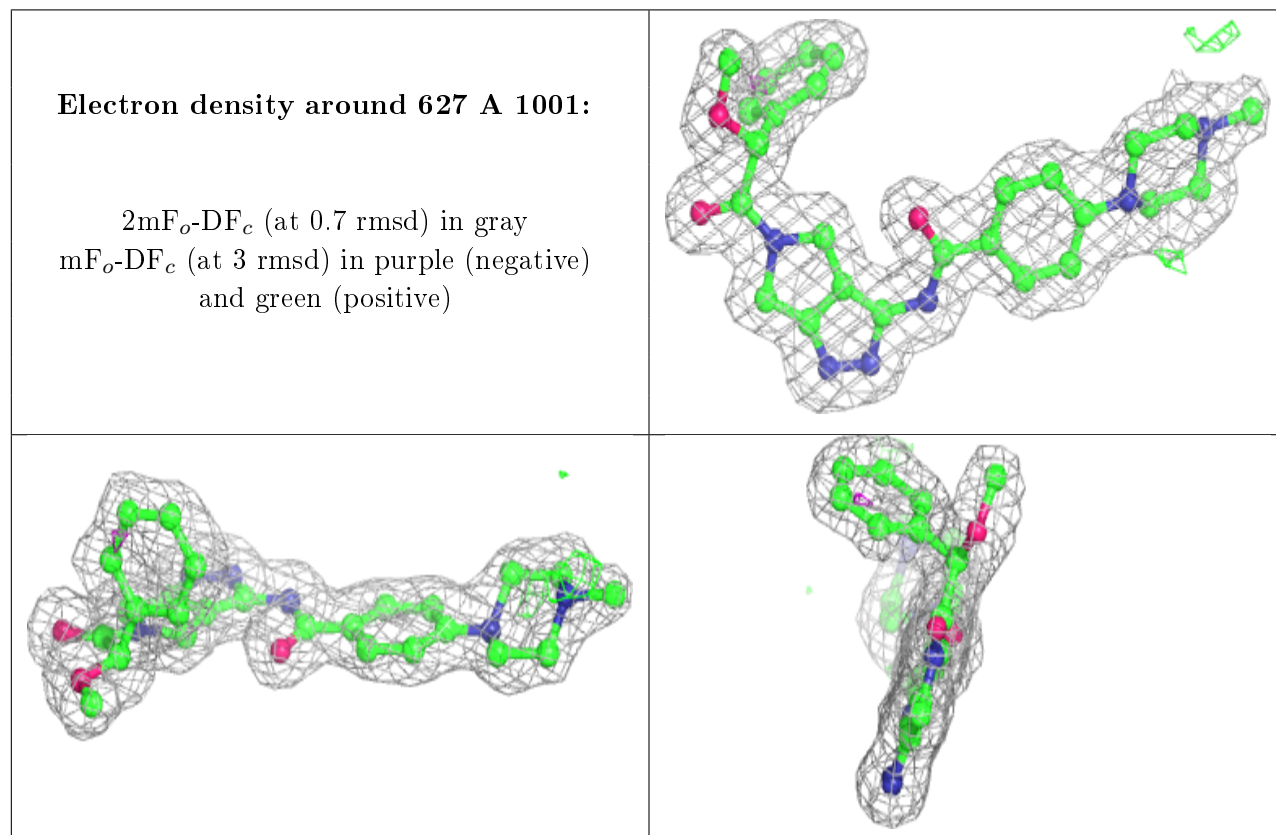 Electron density around 627 A 1001:
2mFo-DFc (at 0.7 rmsd) in gray
mFo-DFc (at 3 rmsd) in purple (negative)
and green (positive)